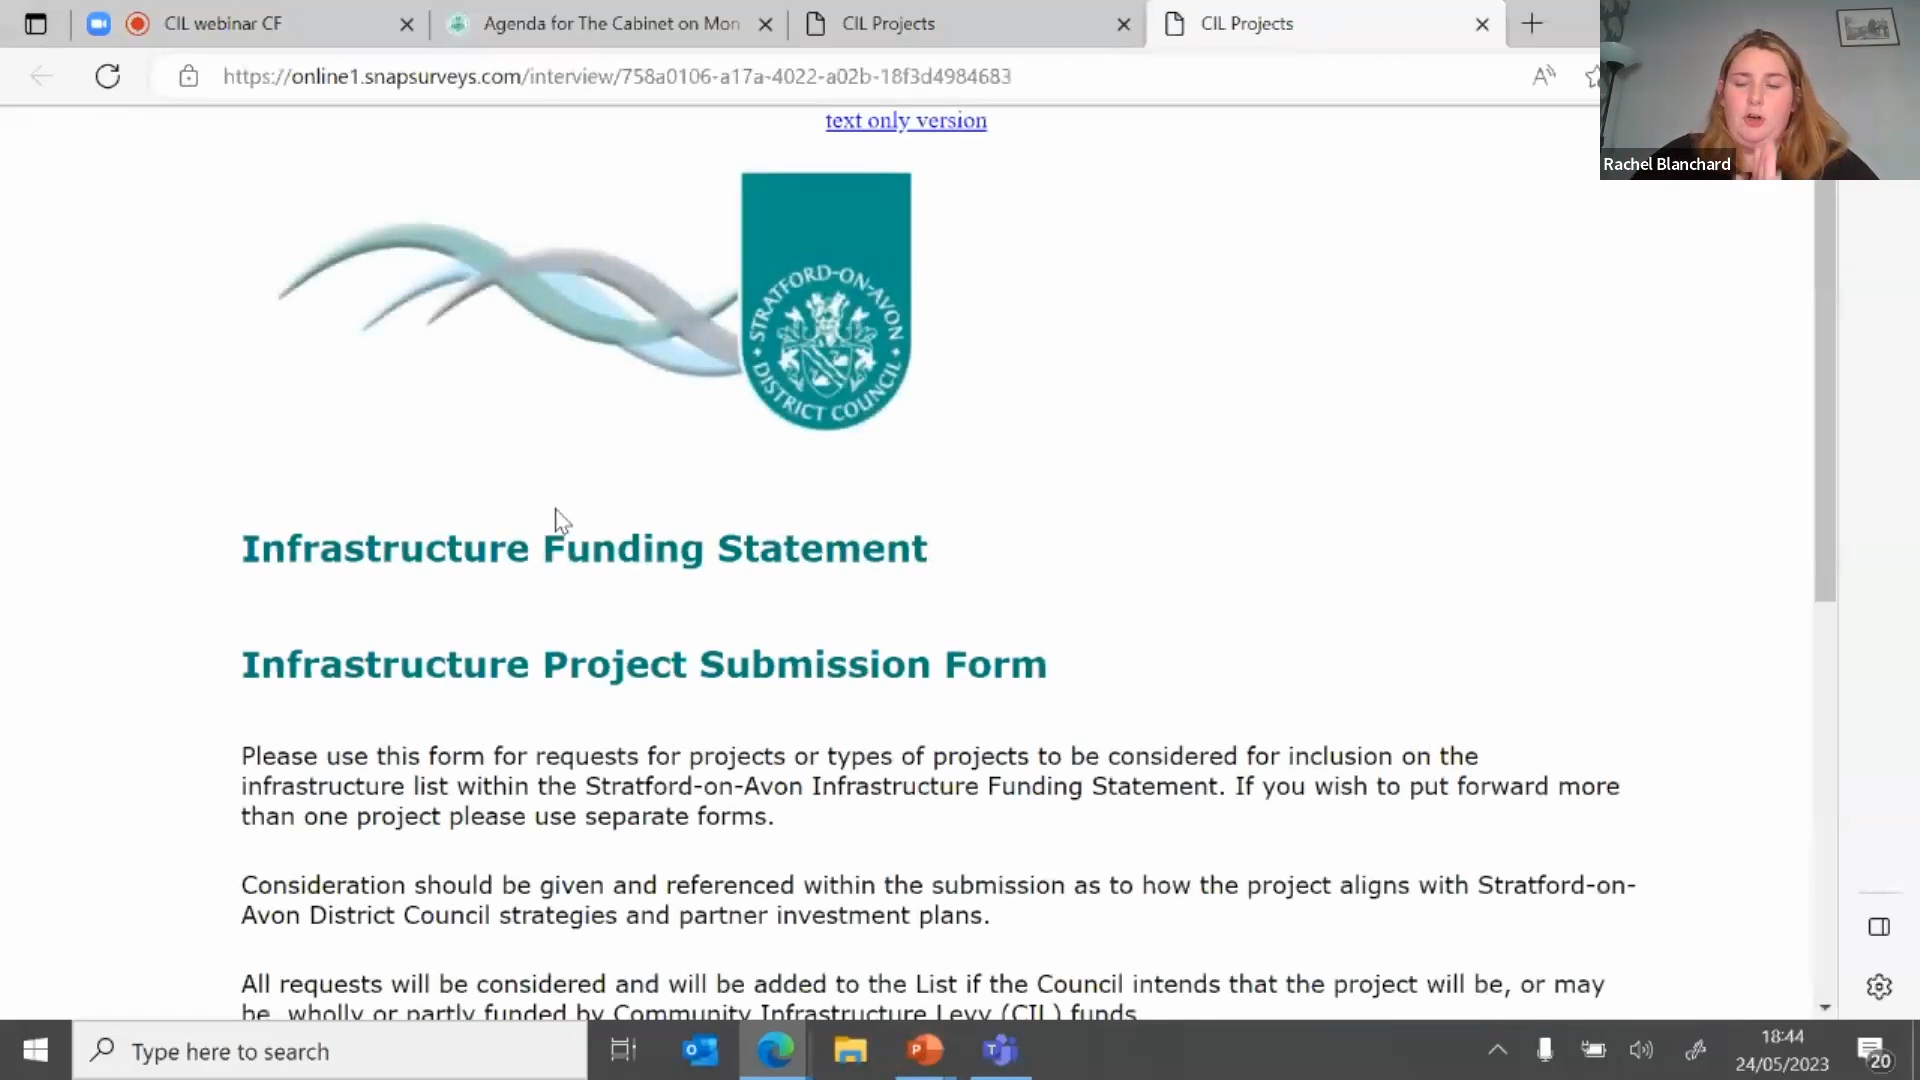 CIL webinar CF
Agenda for The Cabinet on Mon
CIL Projects
CIL Projects
https://online1.snapsurveys.com/interview/758a0106-a17a-4022-a02b-18f3d4984683
Rachel Blanchard
text only version
STRATFORD-ON-AVON
DISTRICT COUNCIL
Infrastructure Funding Statement
Infrastructure Project Submission Form
Please use this form for requests for projects or types of projects to be considered for inclusion on the
infrastructure list within the Stratford-on-Avon Infrastructure Funding Statement. If you wish to put forward more
than one project please use separate forms.
Consideration should be given and referenced within the submission as to how the project aligns with Stratford-on-
Avon District Council strategies and partner investment plans.
All requests will be considered and will be added to the List if the Council intends that the project will be, or may
be, wholly or partly funded by Community Infrastructure Levy (CIL) funds
Type here to search
18:44
24/05/2023
20